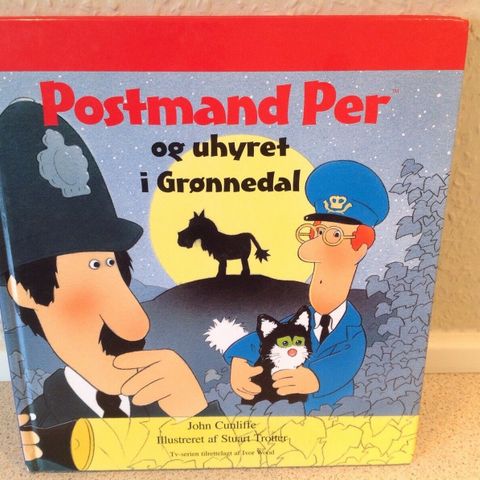 Postmand Per™
og uhyret
i Grønnedal
John Cunliffe
Illustreret af Stuart Trotter
Tv-serien tilrettelagt af Ivor Wood